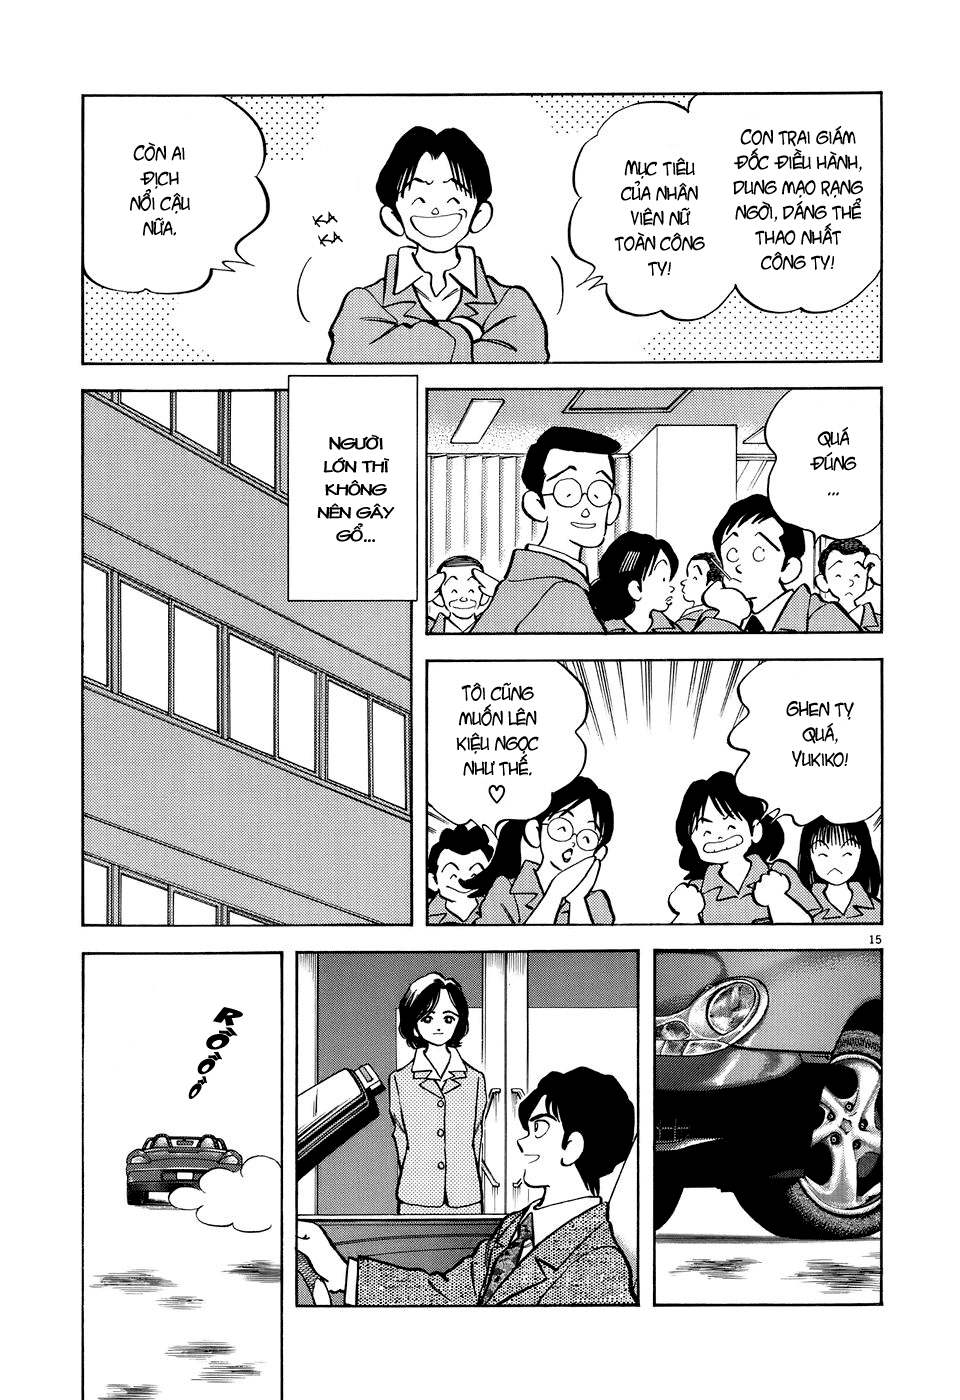 CON TRAI GIÁM
ĐỐC ĐIỀU HÀNH,
DUNG MẠO RẠNG
NGỜI, DÁNG THỂ
THAO NHẤT
CÔNG TY!
MỤC TIÊU
CỦA NHÂN
VIÊN NỮ
TOÀN CÔNG
TY!
KA
KA
CÒN AI
ĐỊCH
NỔI CẬU
NỮA.
QUÁ
ĐÚNG
...
NGƯỜI
LỚN THÌ
KHÔNG
NÊN GÂY
GỔ...
GHEN TỴ
QUÁ,
YUKIKO!
TÔI CŨNG
MUỐN LÊN
KIỆU NGỌC
NHƯ THẾ.
♡
15
RỒỒỒ